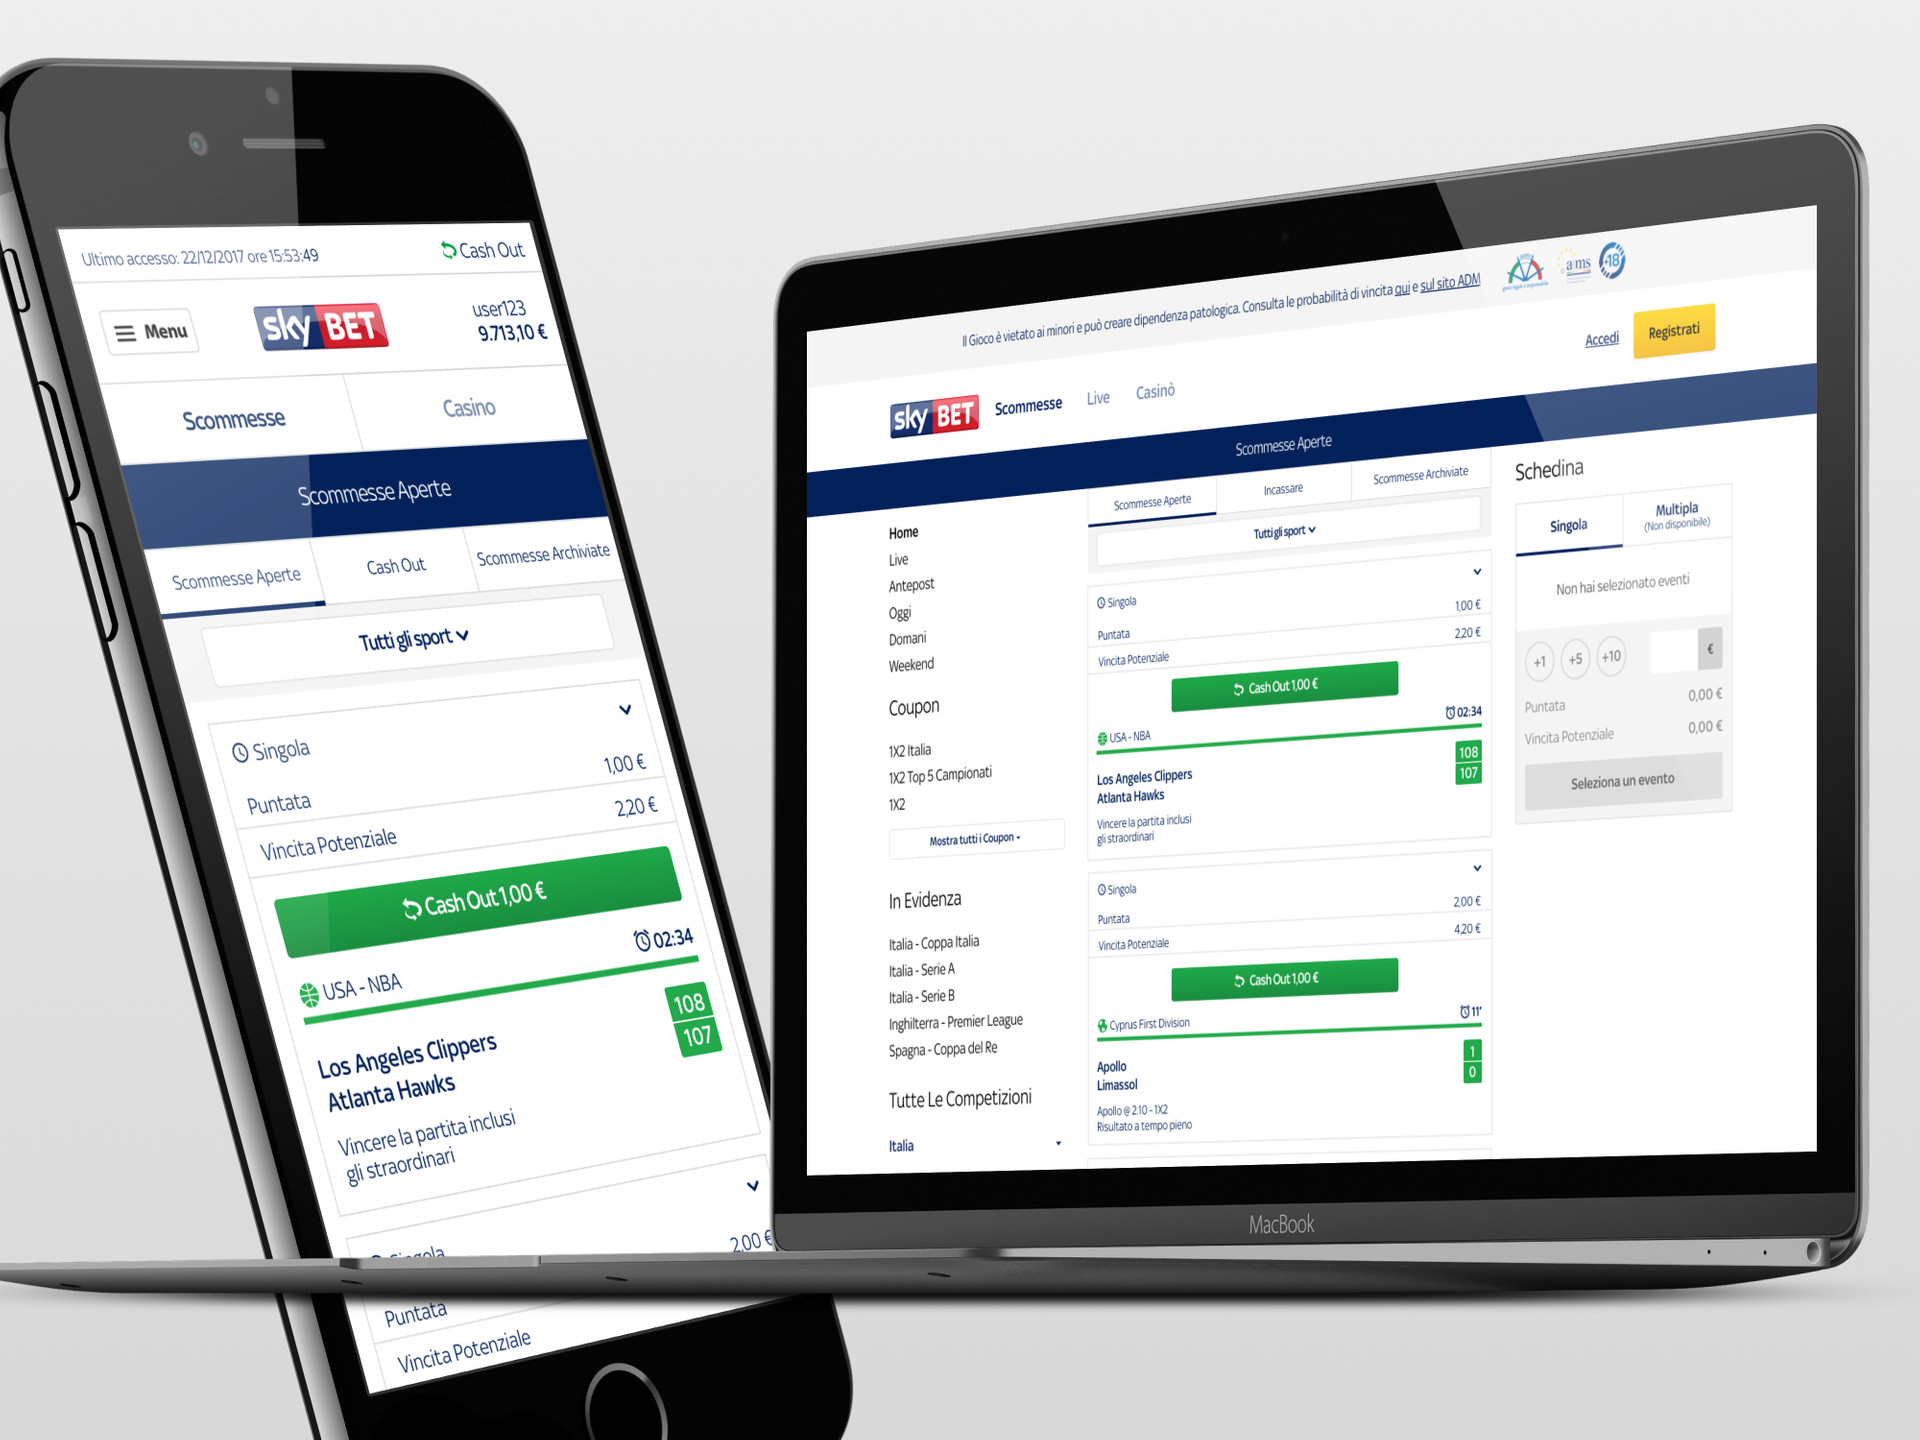 Ultimo accesso: 22/12/2017 ore 15:53:49
Cash Out
Menu
sky BET
user123
9.713,10 €
Scommesse
Casino
Scommesse Aperte
Scommesse Aperte
Cash Out
Scommesse Archiviate
Tutti gli sport
Singola
1,00 €
Puntata
2,20 €
Vincita Potenziale
Cash Out 1,00 €
02:34
USA - NBA
108
107
Los Angeles Clippers
Atlanta Hawks
Vincere la partita inclusi
gli straordinari
Singola
2,00 €
Puntata
Vincita Potenziale
Il Gioco è vietato ai minori e può creare dipendenza patologica. Consulta le probabilità di vincita qui e sul sito ADM
aams
+18
Accedi
Registrati
sky BET
Scommesse
Live
Casinò
Scommesse Aperte
Home
Live
Antepost
Oggi
Domani
Weekend
Coupon
1X2 Italia
1X2 Top 5 Campionati
1X2
Mostra tutti i Coupon
In Evidenza
Italia - Coppa Italia
Italia - Serie A
Italia - Serie B
Inghilterra - Premier League
Spagna - Coppa del Re
Tutte Le Competizioni
Italia
Scommesse Aperte
Incassare
Scommesse Archiviate
Tutti gli sport
Singola
1,00 €
Puntata
2,20 €
Vincita Potenziale
Cash Out 1,00 €
02:34
USA - NBA
108
107
Los Angeles Clippers
Atlanta Hawks
Vincere la partita inclusi
gli straordinari
Singola
2,00 €
Puntata
4,20 €
Vincita Potenziale
Cash Out 1,00 €
11'
Cyprus First Division
1
0
Apollo
Limassol
Apollo @ 2.10 - 1X2
Risultato a tempo pieno
Schedina
Singola
Multipla
(Non disponibile)
Non hai selezionato eventi
+1
+5
+10
€
Puntata
0,00 €
Vincita Potenziale
0,00 €
Seleziona un evento
MacBook